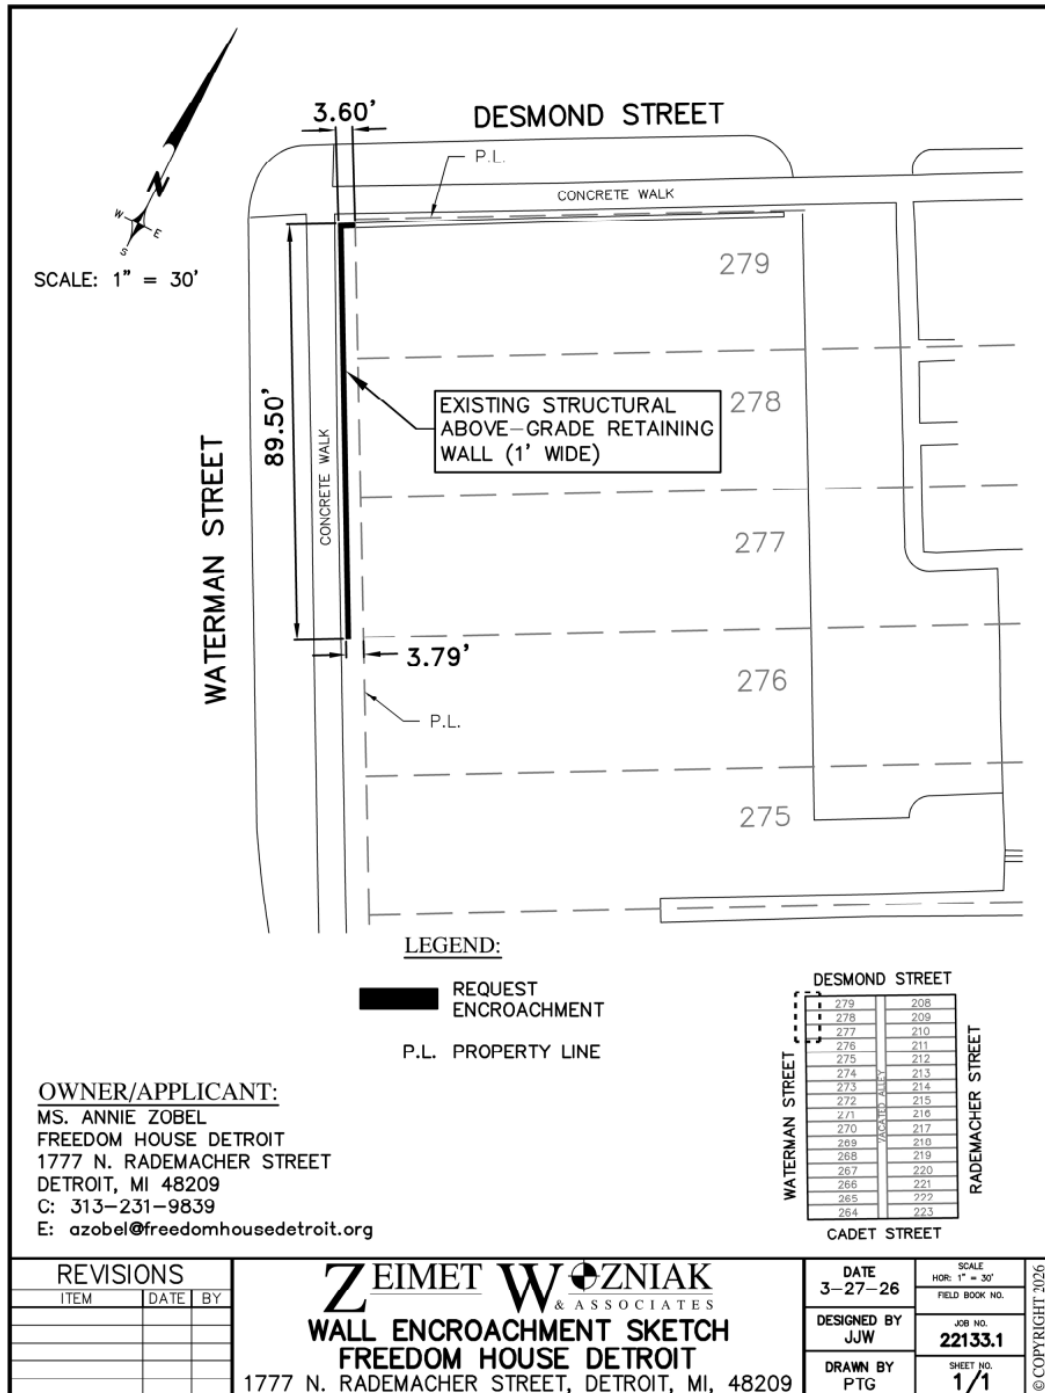 3.60'
DESMOND STREET
P.L.
CONCRETE WALK
N
W
E
S
SCALE: 1" = 30'
279
278
277
276
275
EXISTING STRUCTURAL
ABOVE-GRADE RETAINING
WALL (1' WIDE)
89.50'
CONCRETE WALK
WATERMAN STREET
3.79'
P.L.
LEGEND:
REQUEST
ENCROACHMENT
P.L. PROPERTY LINE
OWNER/APPLICANT:
MS. ANNIE ZOBEL
FREEDOM HOUSE DETROIT
1777 N. RADEMACHER STREET
DETROIT, MI 48209
C: 313-231-9839
E: azobel@freedomhousedetroit.org
DESMOND STREET
279 208
278 209
277 210
276 211
275 212
274 213
273 214
272 215
271 216
270 217
269 218
268 219
267 220
266 221
265 222
264 223
VACATED ALLEY
WATERMAN STREET
RADEMACHER STREET
CADET STREET
REVISIONS
ITEM DATE BY
ZEIMET WOZNIAK
& ASSOCIATES
WALL ENCROACHMENT SKETCH
FREEDOM HOUSE DETROIT
1777 N. RADEMACHER STREET, DETROIT, MI, 48209
DATE
3-27-26
DESIGNED BY
JJW
DRAWN BY
PTG
SCALE
HOR: 1" = 30'
FIELD BOOK NO.
JOB NO.
22133.1
SHEET NO.
1/1
© COPYRIGHT 2026